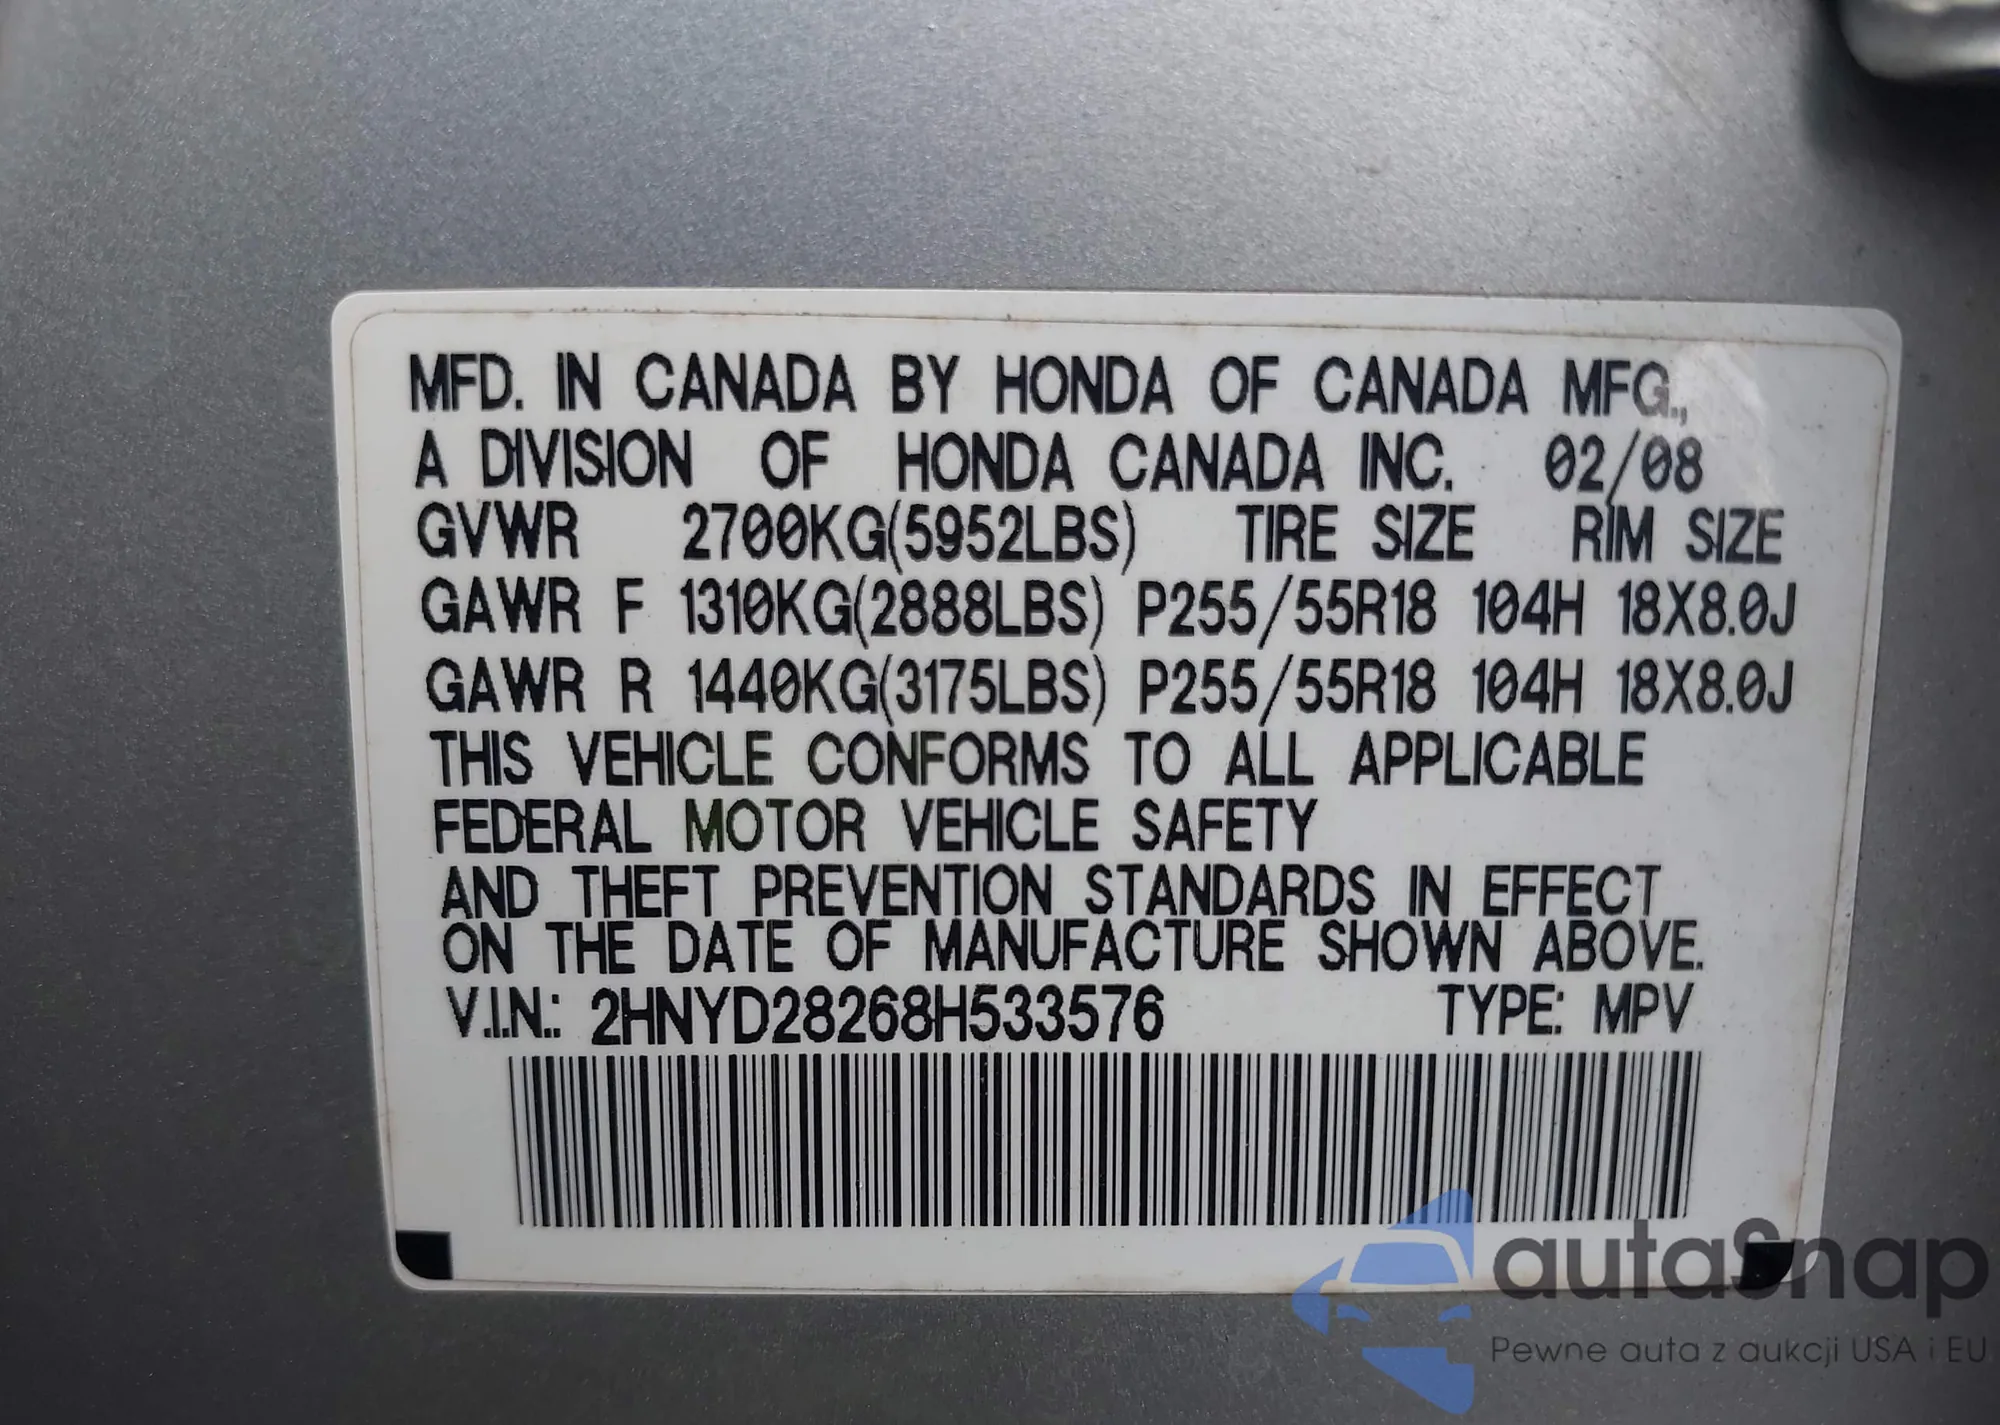 MFD. IN CANADA BY HONDA OF CANADA MFG.,
A DIVISION OF HONDA CANADA INC. 02/08
GVWR 2700KG(5952LBS) TIRE SIZE RIM SIZE
GAWR F 1310KG(2888LBS) P255/55R18 104H 18X8.0J
GAWR R 1440KG(3175LBS) P255/55R18 104H 18X8.0J
THIS VEHICLE CONFORMS TO ALL APPLICABLE
FEDERAL MOTOR VEHICLE SAFETY
AND THEFT PREVENTION STANDARDS IN EFFECT
ON THE DATE OF MANUFACTURE SHOWN ABOVE.
V.I.N.: 2HNYD28268H533576 TYPE: MPV
autoSnap
Pewne auta z aukcji USA i EU